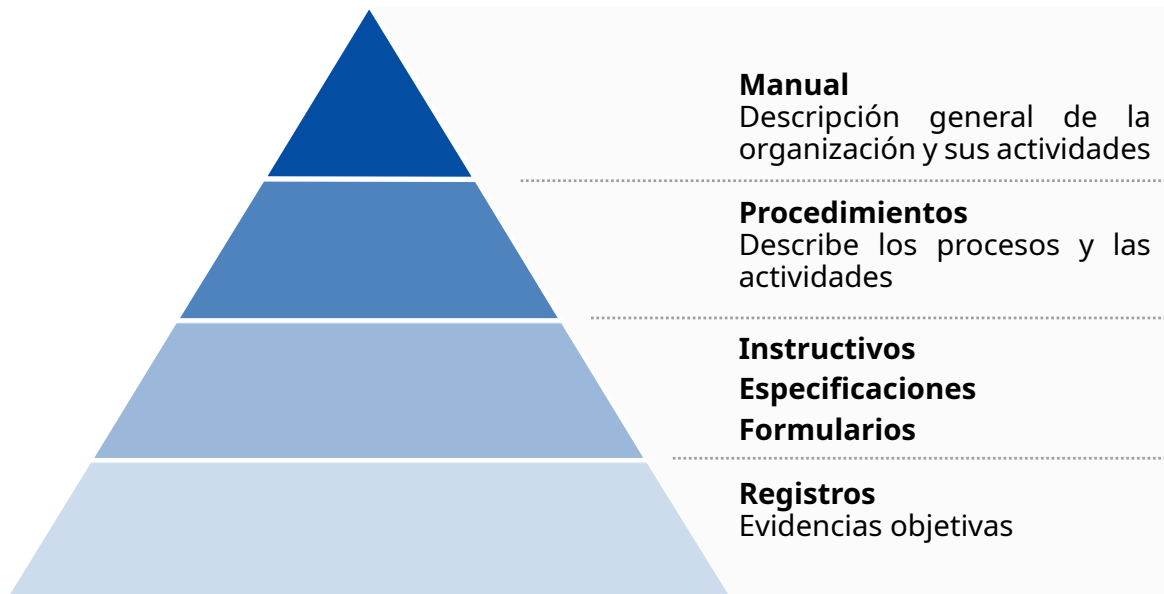 Manual
Descripción general de la
organización y sus actividades
Procedimientos
Describe los procesos y las
actividades
Instructivos
Especificaciones
Formularios
Registros
Evidencias objetivas